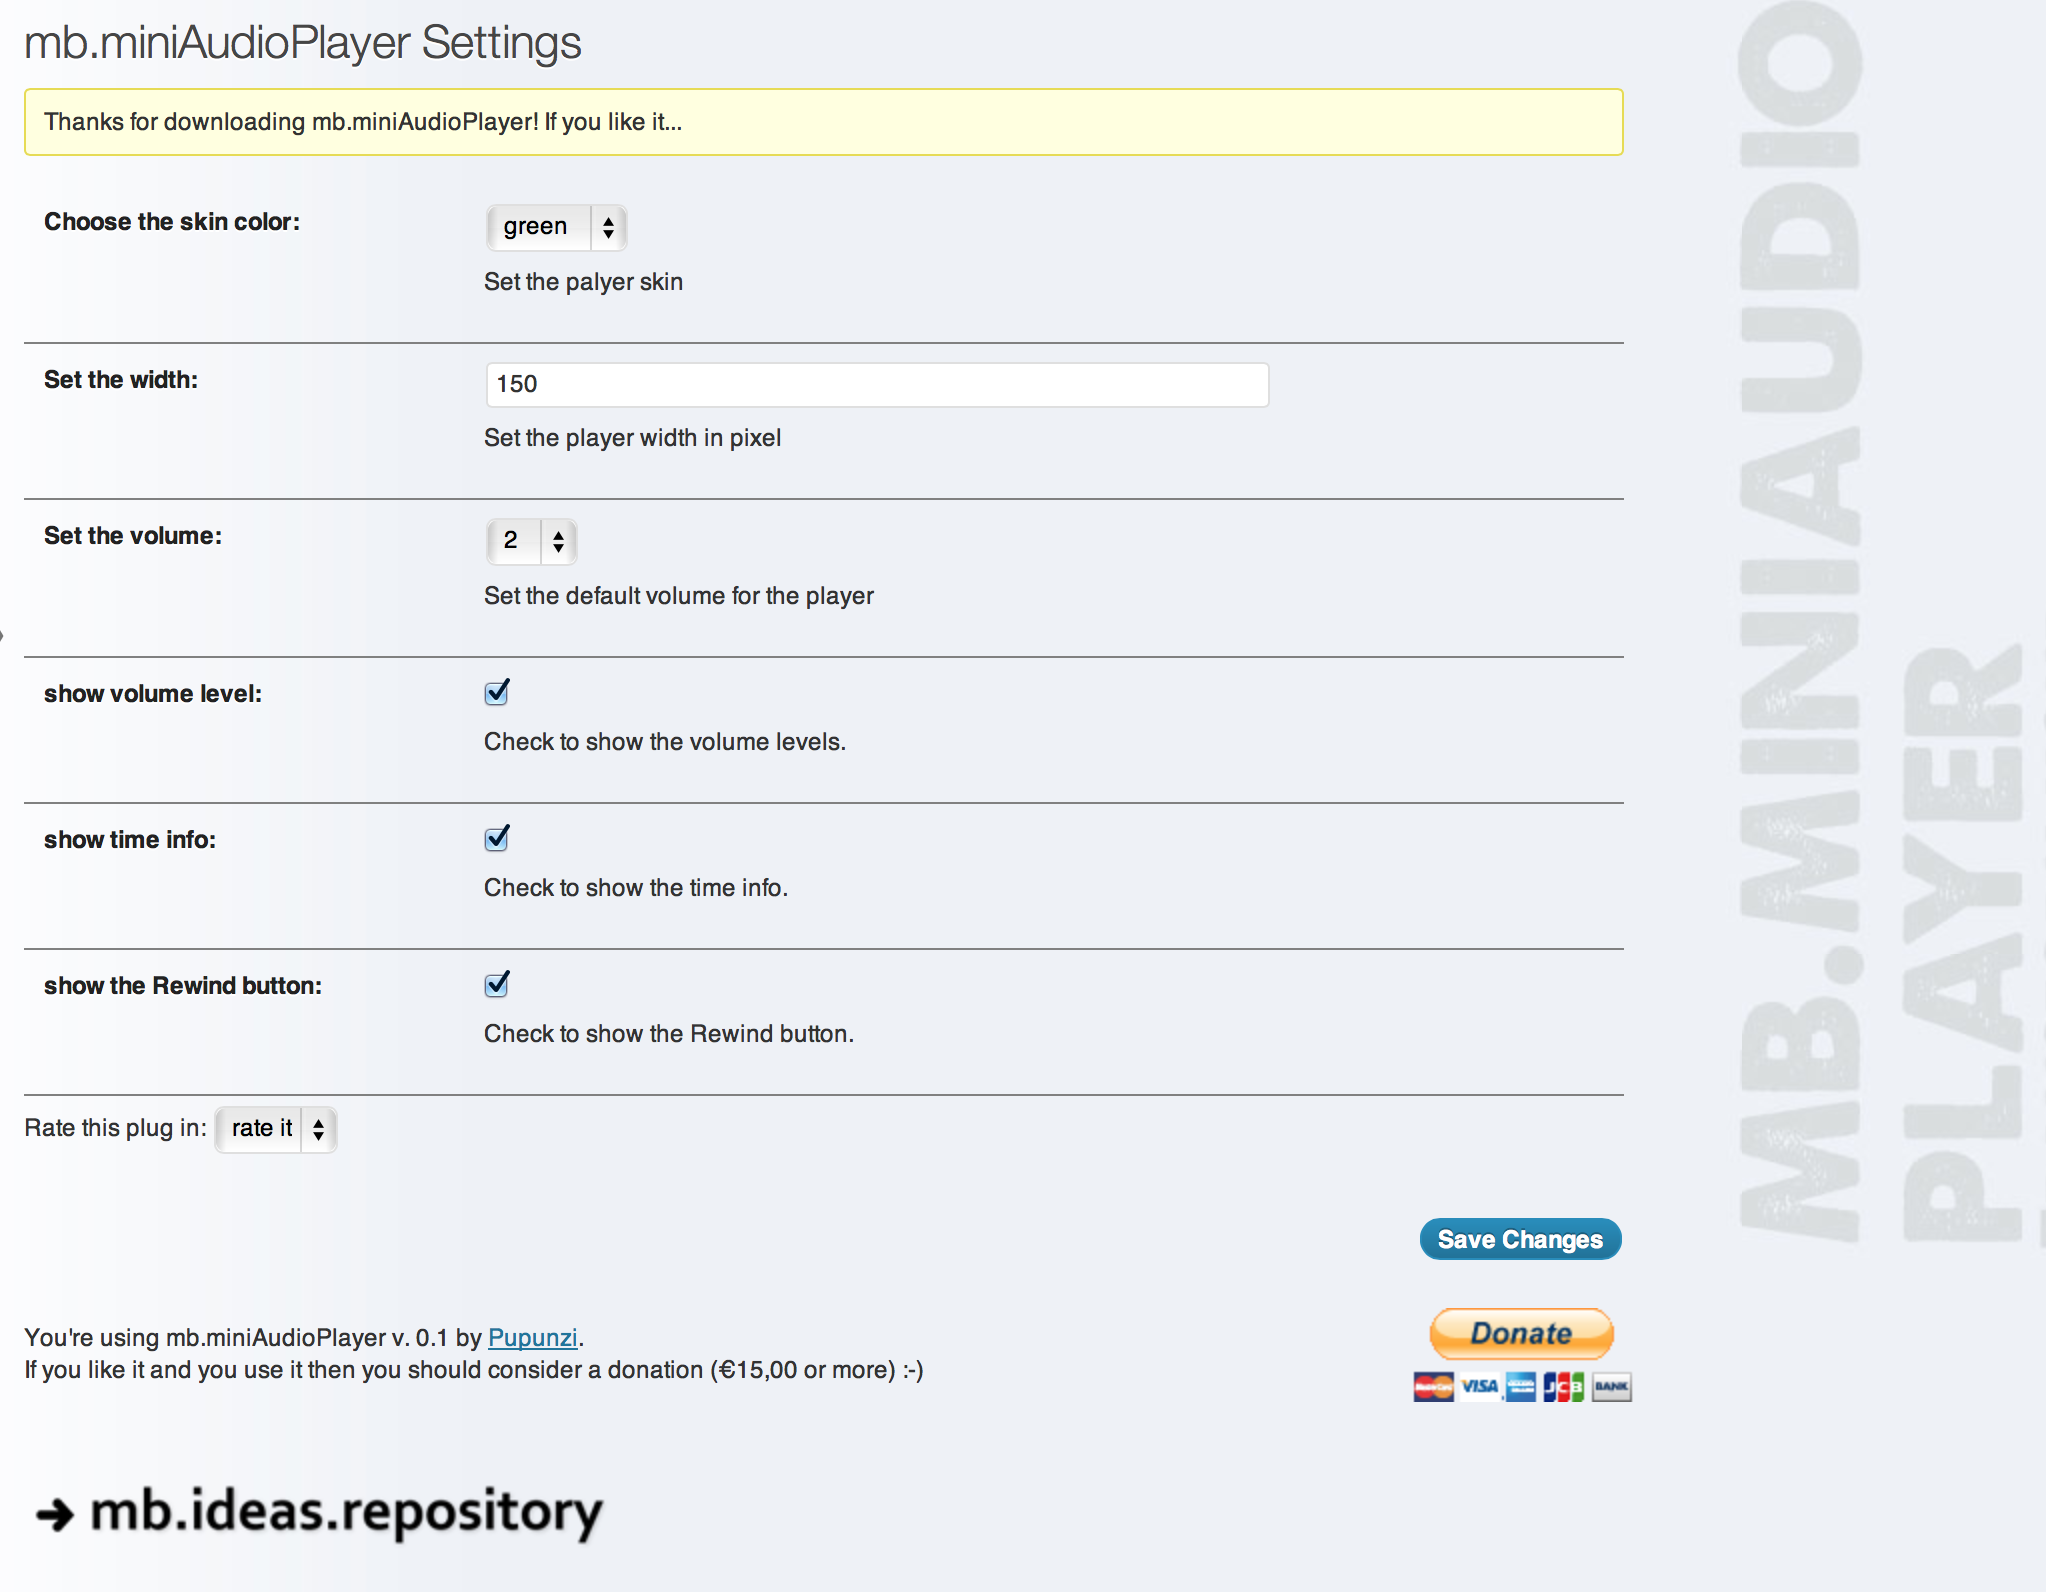 mb.miniAudioPlayer Settings
Thanks for downloading mb.miniAudioPlayer! If you like it...
Choose the skin color:
green
Set the palyer skin
Set the width:
150
Set the player width in pixel
Set the volume:
2
Set the default volume for the player
show volume level:
Check to show the volume levels.
show time info:
Check to show the time info.
show the Rewind button:
Check to show the Rewind button.
Rate this plug in: rate it
Save Changes
You're using mb.miniAudioPlayer v. 0.1 by Pupunzi.
If you like it and you use it then you should consider a donation (€15,00 or more) :-)
Donate
MasterCard VISA JCB BANK
mb.ideas.repository
MB.MINIAUDIO
PLAYER